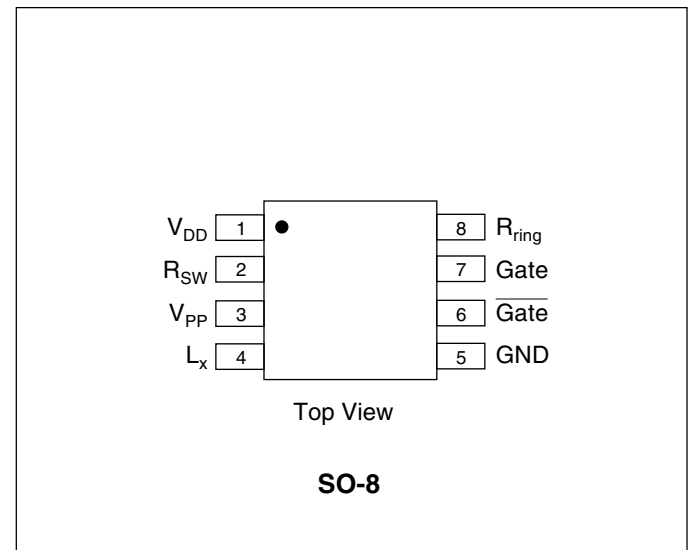 V_DD 1 8 R_ring
R_SW 2 7 Gate
V_PP 3 6 G̅a̅t̅e̅
L_x 4 5 GND
Top View
SO-8